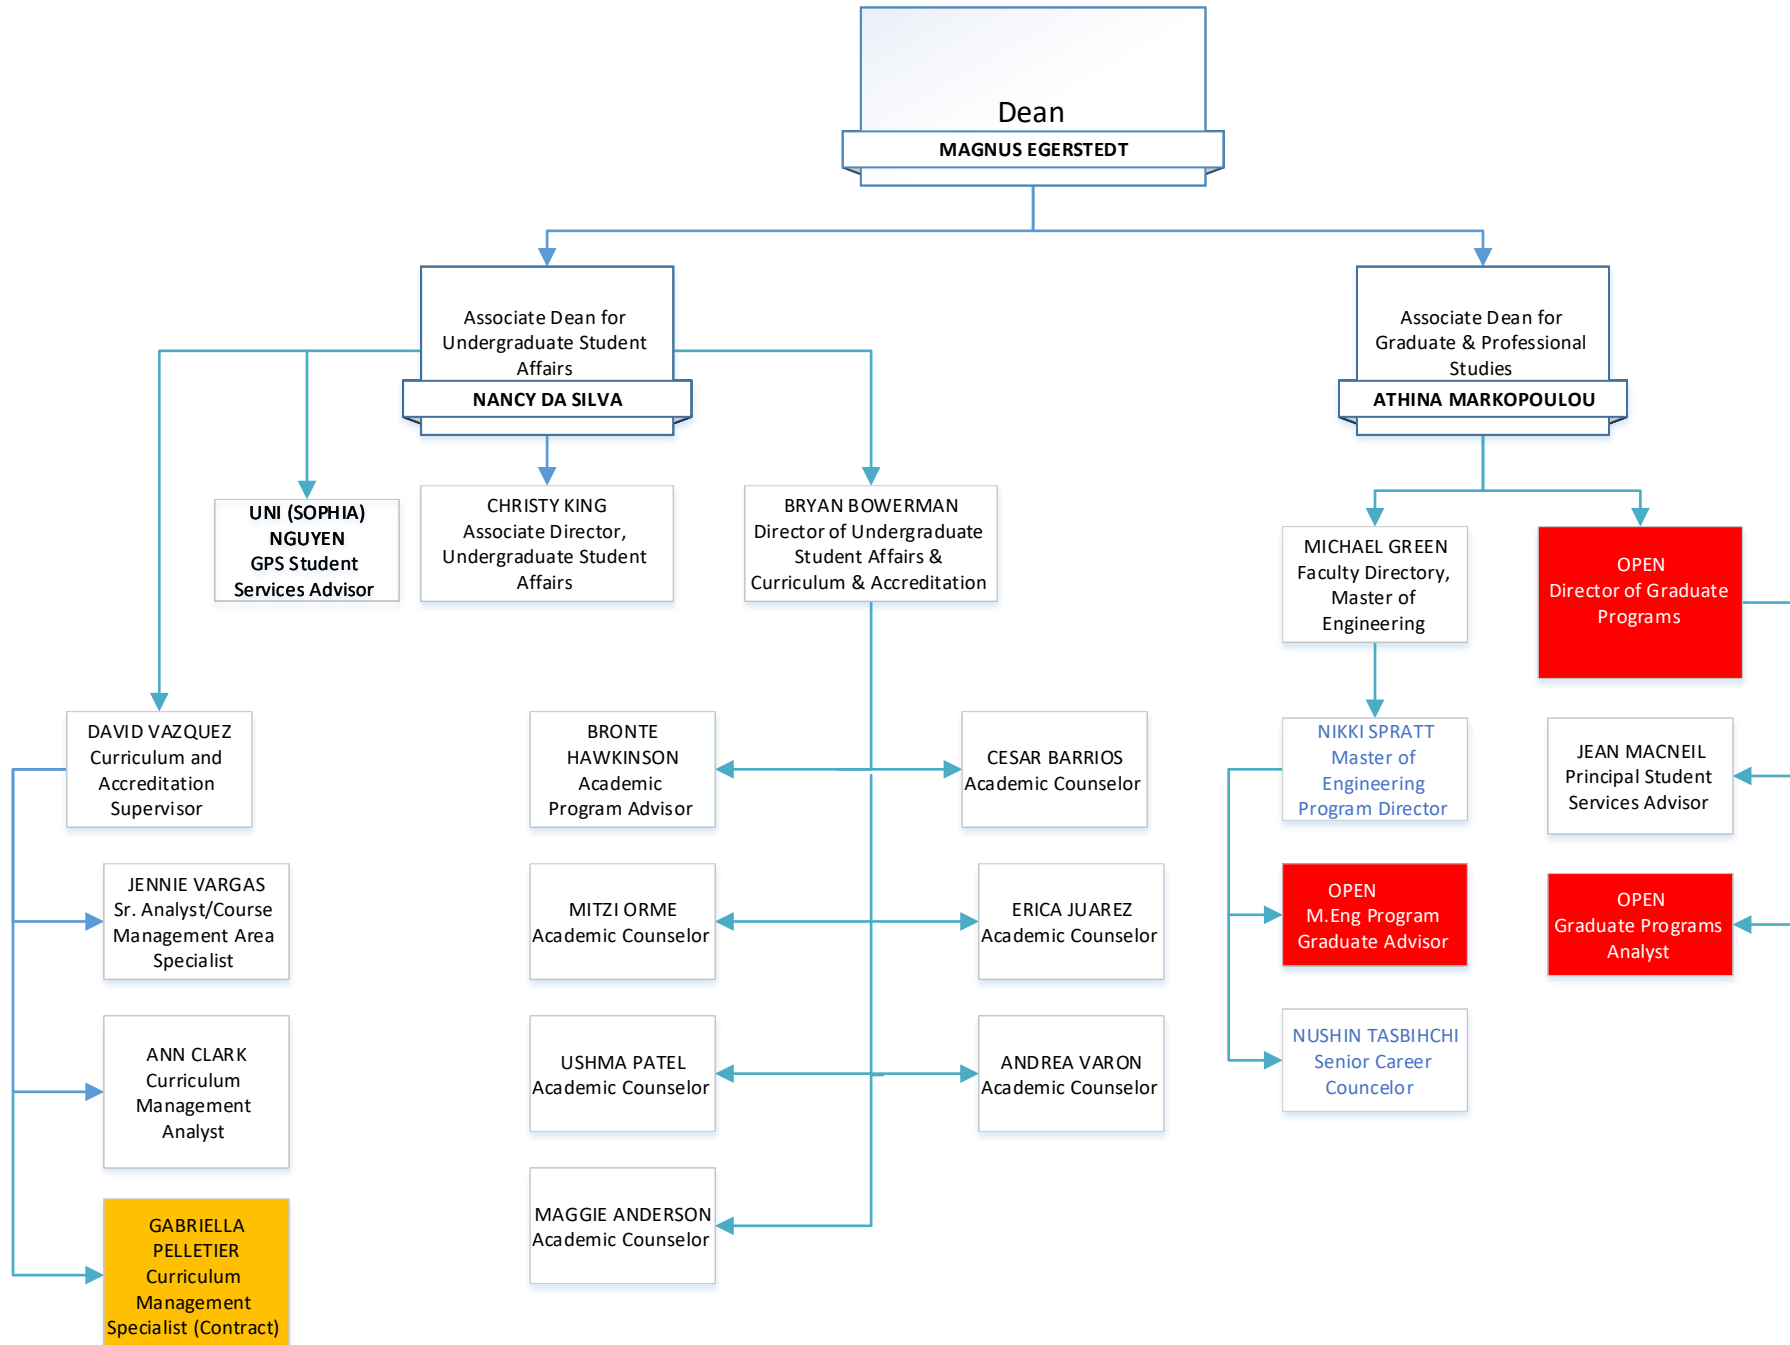 Dean
MAGNUS EGERSTEDT
Associate Dean for
Undergraduate Student
Affairs
NANCY DA SILVA
Associate Dean for
Graduate & Professional
Studies
ATHINA MARKOPOULOU
UNI (SOPHIA)
NGUYEN
GPS Student
Services Advisor
CHRISTY KING
Associate Director,
Undergraduate Student
Affairs
BRYAN BOWERMAN
Director of Undergraduate
Student Affairs &
Curriculum & Accreditation
MICHAEL GREEN
Faculty Directory,
Master of
Engineering
OPEN
Director of Graduate
Programs
DAVID VAZQUEZ
Curriculum and
Accreditation
Supervisor
BRONTE
HAWKINSON
Academic
Program Advisor
CESAR BARRIOS
Academic Counselor
NIKKI SPRATT
Master of
Engineering
Program Director
JEAN MACNEIL
Principal Student
Services Advisor
JENNIE VARGAS
Sr. Analyst/Course
Management Area
Specialist
MITZI ORME
Academic Counselor
ERICA JUAREZ
Academic Counselor
OPEN
M.Eng Program
Graduate Advisor
OPEN
Graduate Programs
Analyst
ANN CLARK
Curriculum
Management
Analyst
USHMA PATEL
Academic Counselor
ANDREA VARON
Academic Counselor
NUSHIN TASBIHCHI
Senior Career
Councelor
GABRIELLA
PELLETIER
Curriculum
Management
Specialist (Contract)
MAGGIE ANDERSON
Academic Counselor